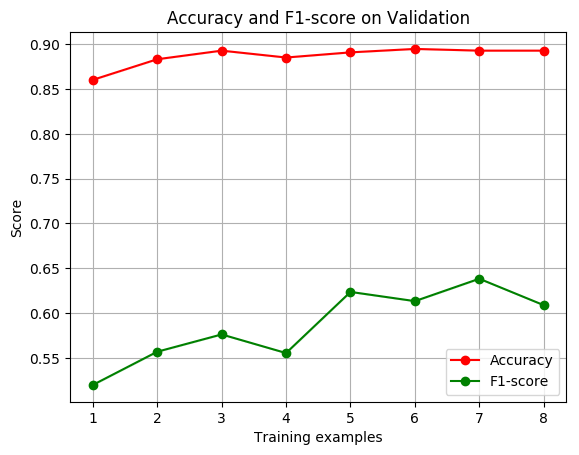 Accuracy and F1-score on Validation
Score
0.90
0.85
0.80
0.75
0.70
0.65
0.60
0.55
Accuracy
F1-score
1 2 3 4 5 6 7 8
Training examples